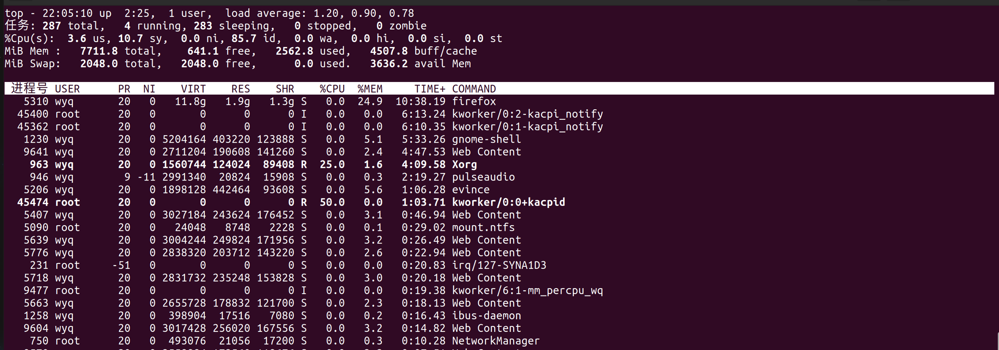 top - 22:05:10 up  2:25,  1 user,  load average: 1.20, 0.90, 0.78
任务: 287 total,   4 running, 283 sleeping,   0 stopped,   0 zombie
%Cpu(s):  3.6 us, 10.7 sy,  0.0 ni, 85.7 id,  0.0 wa,  0.0 hi,  0.0 si,  0.0 st
MiB Mem :   7711.8 total,    641.1 free,   2562.8 used,   4507.8 buff/cache
MiB Swap:   2048.0 total,   2048.0 free,      0.0 used.   3636.2 avail Mem
进程号 USER      PR  NI    VIRT    RES    SHR    %CPU  %MEM     TIME+ COMMAND
5310 wyq       20   0   11.8g   1.9g   1.3g S   0.0  24.9  10:38.19 firefox
45400 root      20   0       0      0      0 I   0.0   0.0   6:13.24 kworker/0:2-kacpi_notify
45362 root      20   0       0      0      0 I   0.0   0.0   6:10.35 kworker/0:1-kacpi_notify
1230 wyq       20   0 5204164 403220 123888 S   0.0   5.1   5:33.26 gnome-shell
9641 wyq       20   0 2711204 190608 141260 S   0.0   2.4   4:47.53 Web Content
963 wyq       20   0 1560744 124024  89408 R  25.0   1.6   4:09.58 Xorg
946 wyq        9 -11 2991340  20824  15908 S   0.0   0.3   2:19.27 pulseaudio
5206 wyq       20   0 1898128 442464  93608 S   0.0   5.6   1:06.28 evince
45474 root      20   0       0      0      0 R  50.0   0.0   1:03.71 kworker/0:0+kacpid
5407 wyq       20   0 3027184 243624 176452 S   0.0   3.1   0:46.94 Web Content
5090 root      20   0   24048   8748   2228 S   0.0   0.1   0:29.02 mount.ntfs
5639 wyq       20   0 3004244 249824 171956 S   0.0   3.2   0:26.49 Web Content
5776 wyq       20   0 2838320 203712 143220 S   0.0   2.6   0:22.94 Web Content
231 root     -51   0       0      0      0 S   0.0   0.0   0:20.83 irq/127-SYNA1D3
5718 wyq       20   0 2831732 235248 153828 S   0.0   3.0   0:20.18 Web Content
9477 root      20   0       0      0      0 I   0.0   0.0   0:19.38 kworker/6:1-mm_percpu_wq
5663 wyq       20   0 2655728 178832 121700 S   0.0   2.3   0:18.13 Web Content
1258 wyq       20   0  398904  17516   7080 S   0.0   0.2   0:16.43 ibus-daemon
9604 wyq       20   0 3017428 256020 167556 S   0.0   3.2   0:14.82 Web Content
750 root      20   0  493076  21056  17200 S   0.0   0.3   0:10.28 NetworkManager